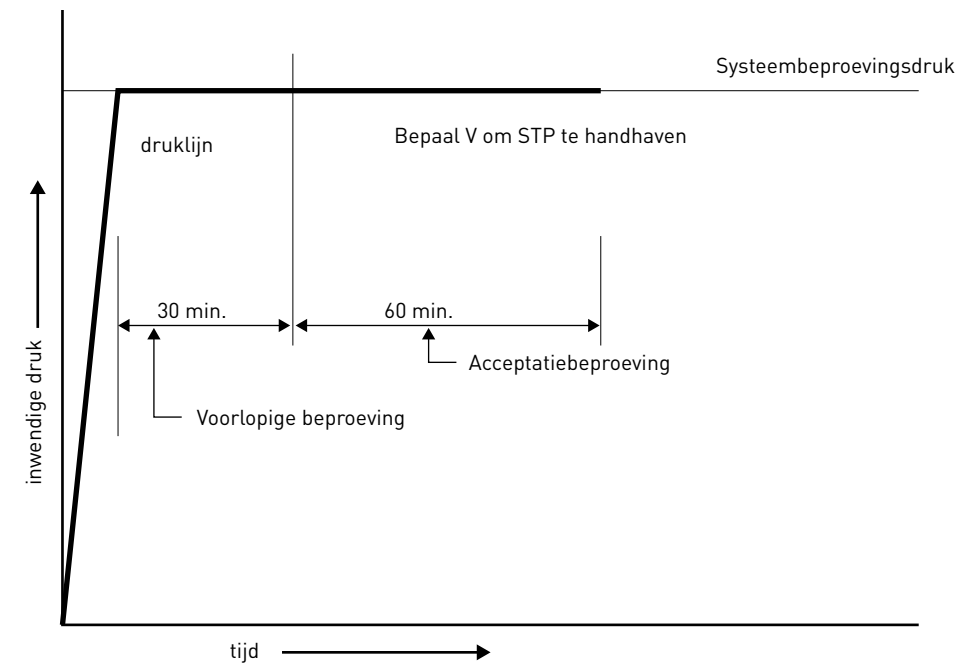 Systeembeproevingsdruk
Bepaal V om STP te handhaven
druklijn
30 min.
60 min.
Acceptatiebeproeving
Voorlopige beproeving
inwendige druk
tijd